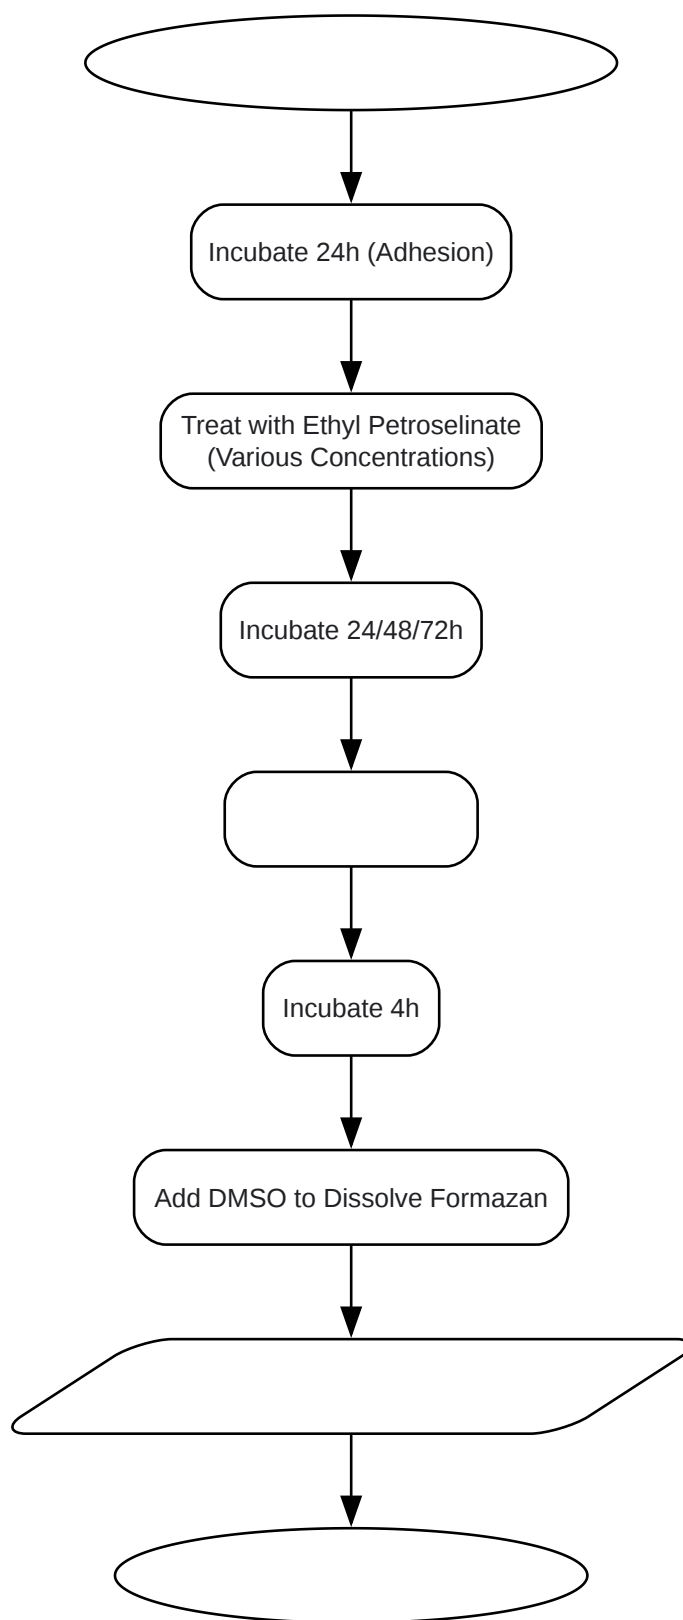 Incubate 24h (Adhesion)
Treat with Ethyl Petroselinate
(Various Concentrations)
Incubate 24/48/72h
Incubate 4h
Add DMSO to Dissolve Formazan